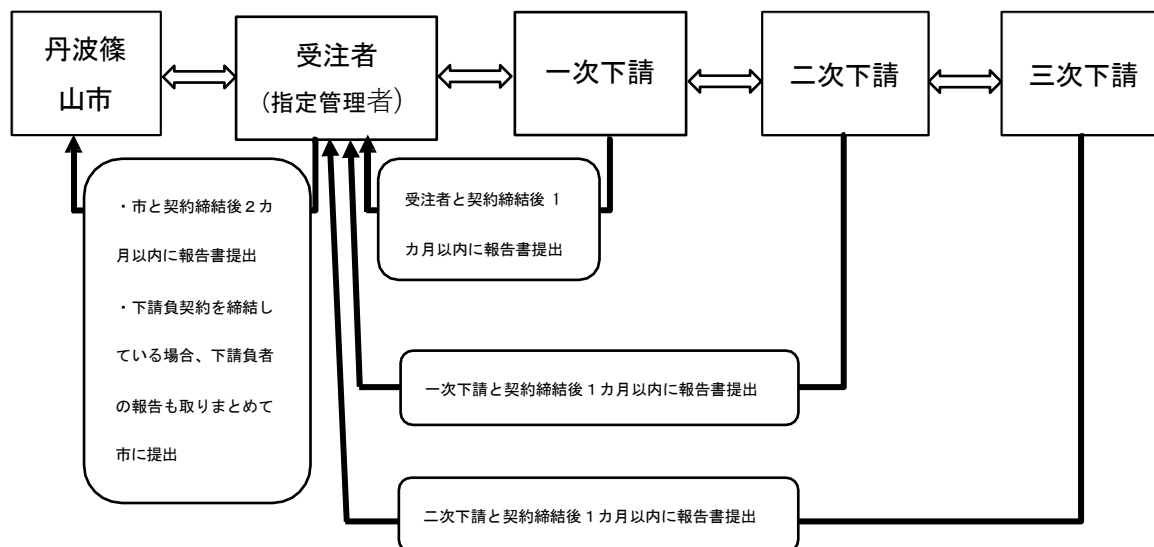 丹波篠
山市
受注者
(指定管理者)
一次下請
二次下請
三次下請
・市と契約締結後２カ
月以内に報告書提出
・下請負契約を締結し
ている場合、下請負者
の報告も取りまとめて
市に提出
受注者と契約締結後 1
カ月以内に報告書提出
一次下請と契約締結後１カ月以内に報告書提出
二次下請と契約締結後１カ月以内に報告書提出